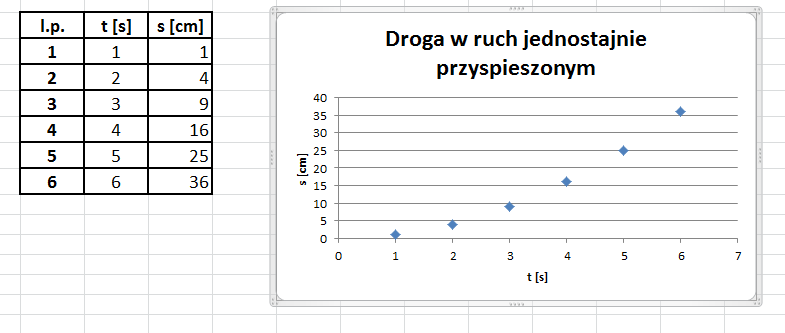 l.p. t [s] s [cm]
1 1 1
2 2 4
3 3 9
4 4 16
5 5 25
6 6 36
Droga w ruch jednostajnie
przyspieszonym
40
35
30
25
20
15
10
5
0
s [cm]
0 1 2 3 4 5 6 7
t [s]